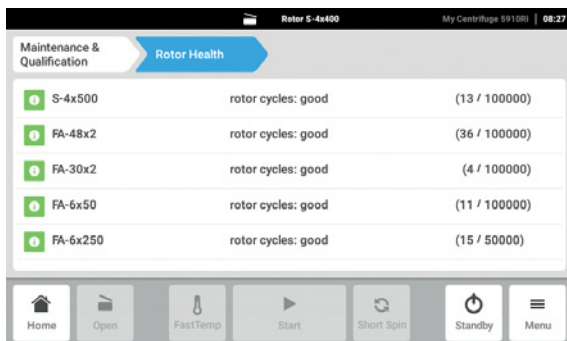 Rotor S-4x400
My Centrifuge 5910Ri | 08:27
Maintenance &
Qualification
Rotor Health
S-4x500 rotor cycles: good (13 / 100000)
FA-48x2 rotor cycles: good (36 / 100000)
FA-30x2 rotor cycles: good (4 / 100000)
FA-6x50 rotor cycles: good (11 / 100000)
FA-6x250 rotor cycles: good (15 / 50000)
Home Open FastTemp Start Short Spin Standby Menu